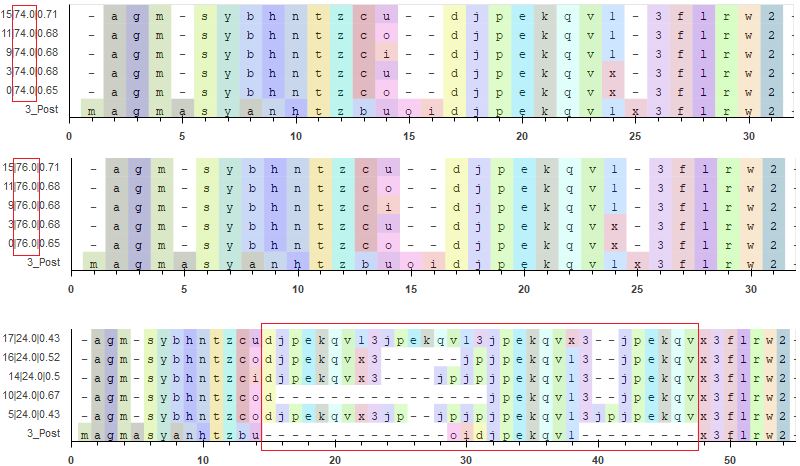 15|74.0|0.71 - a g m - s y b h n t z c u - - d j p e k q v l - 3 f l r w 2 -
11|74.0|0.68 - a g m - s y b h n t z c o - - d j p e k q v l - 3 f l r w 2 -
9|74.0|0.68 - a g m - s y b h n t z c i - - d j p e k q v l - 3 f l r w 2 -
3|74.0|0.68 - a g m - s y b h n t z c u - - d j p e k q v x - 3 f l r w 2 -
0|74.0|0.65 - a g m - s y b h n t z c o - - d j p e k q v x - 3 f l r w 2 -
3_Post m a g m a s y a n h t z b u o i d j p e k q v l x 3 f l r w 2 -
0 5 10 15 20 25 30
15|76.0|0.71 - a g m - s y b h n t z c u - - d j p e k q v l - 3 f l r w 2 -
11|76.0|0.68 - a g m - s y b h n t z c o - - d j p e k q v l - 3 f l r w 2 -
9|76.0|0.68 - a g m - s y b h n t z c i - - d j p e k q v l - 3 f l r w 2 -
3|76.0|0.68 - a g m - s y b h n t z c u - - d j p e k q v x - 3 f l r w 2 -
0|76.0|0.65 - a g m - s y b h n t z c o - - d j p e k q v x - 3 f l r w 2 -
3_Post m a g m a s y a n h t z b u o i d j p e k q v l x 3 f l r w 2 -
0 5 10 15 20 25 30
17|24.0|0.43 - a g m - s y b h n t z c u d j p e k q v l 3 j p e k q v l 3 j p e k q v x 3 - - j p e k q v x 3 f l r w 2 -
16|24.0|0.52 - a g m - s y b h n t z c o d j p e k q v x 3 - - - - - - j p j p e k q v l 3 - - j p e k q v x 3 f l r w 2 -
14|24.0|0.5 - a g m - s y b h n t z c i d j p e k q v x 3 - - - - j p j p j p e k q v l 3 - - j p e k q v x 3 f l r w 2 -
10|24.0|0.67 - a g m - s y b h n t z c o d - - - - - - - - - - - - - - - - j p e k q v l 3 - - j p e k q v x 3 f l r w 2 -
5|24.0|0.43 - a g m - s y b h n t z c o d j p e k q v x 3 j p - - j p j p j p e k q v l 3 j p j p e k q v x 3 f l r w 2 -
3_Post m a g m a s y a n h t z b u - - - - - - - - - - - - - - o i d j p e k q v l - - - - - - - - - x 3 f l r w 2 -
0 10 20 30 40 50